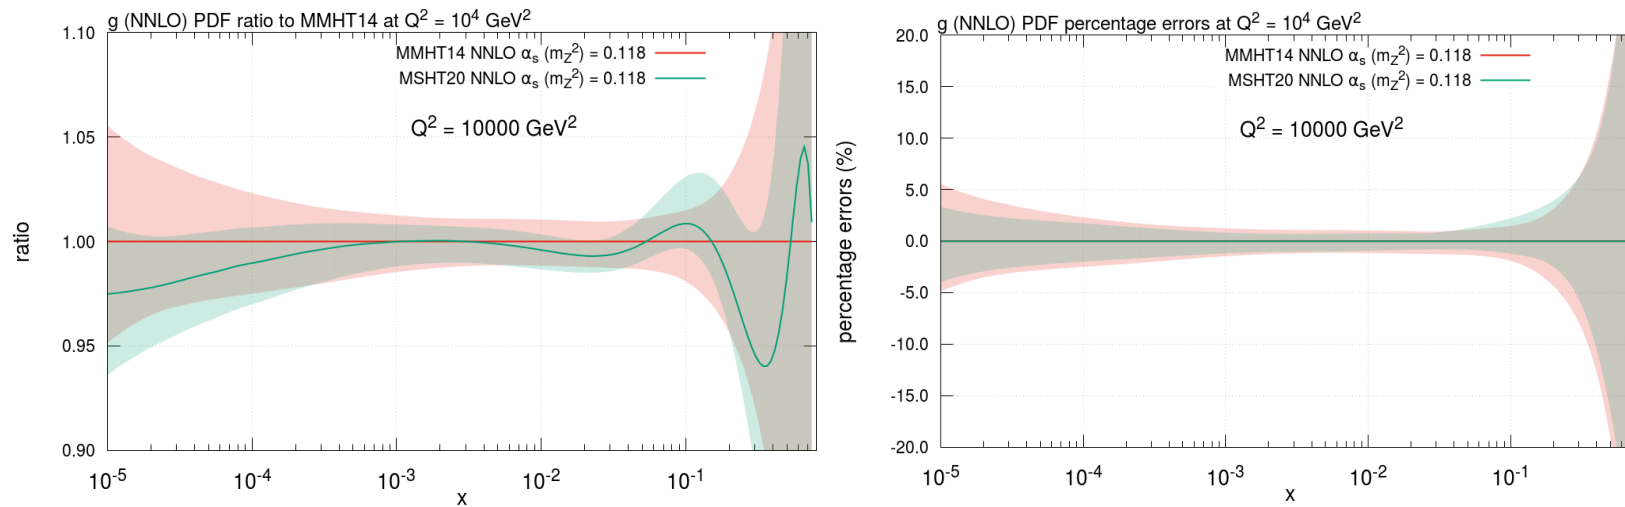 g (NNLO) PDF ratio to MMHT14 at Q² = 10⁴ GeV²
1.10
1.05
1.00
0.95
0.90
ratio
MMHT14 NNLO αₛ (m_Z²) = 0.118
MSHT20 NNLO αₛ (m_Z²) = 0.118
Q² = 10000 GeV²
10⁻⁵ 10⁻⁴ 10⁻³ 10⁻² 10⁻¹
x
g (NNLO) PDF percentage errors at Q² = 10⁴ GeV²
20.0
15.0
10.0
5.0
0.0
-5.0
-10.0
-15.0
-20.0
percentage errors (%)
MMHT14 NNLO αₛ (m_Z²) = 0.118
MSHT20 NNLO αₛ (m_Z²) = 0.118
Q² = 10000 GeV²
10⁻⁵ 10⁻⁴ 10⁻³ 10⁻² 10⁻¹
x